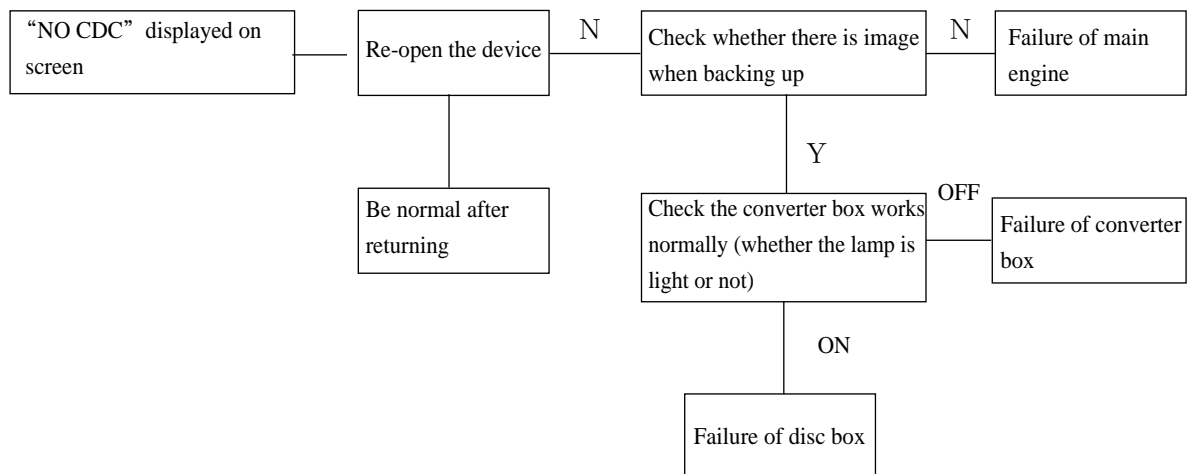 “NO CDC” displayed on
screen
Re-open the device
N
Check whether there is image
when backing up
N
Failure of main
engine
Y
Be normal after
returning
Check the converter box works
normally (whether the lamp is
light or not)
OFF
Failure of converter
box
ON
Failure of disc box